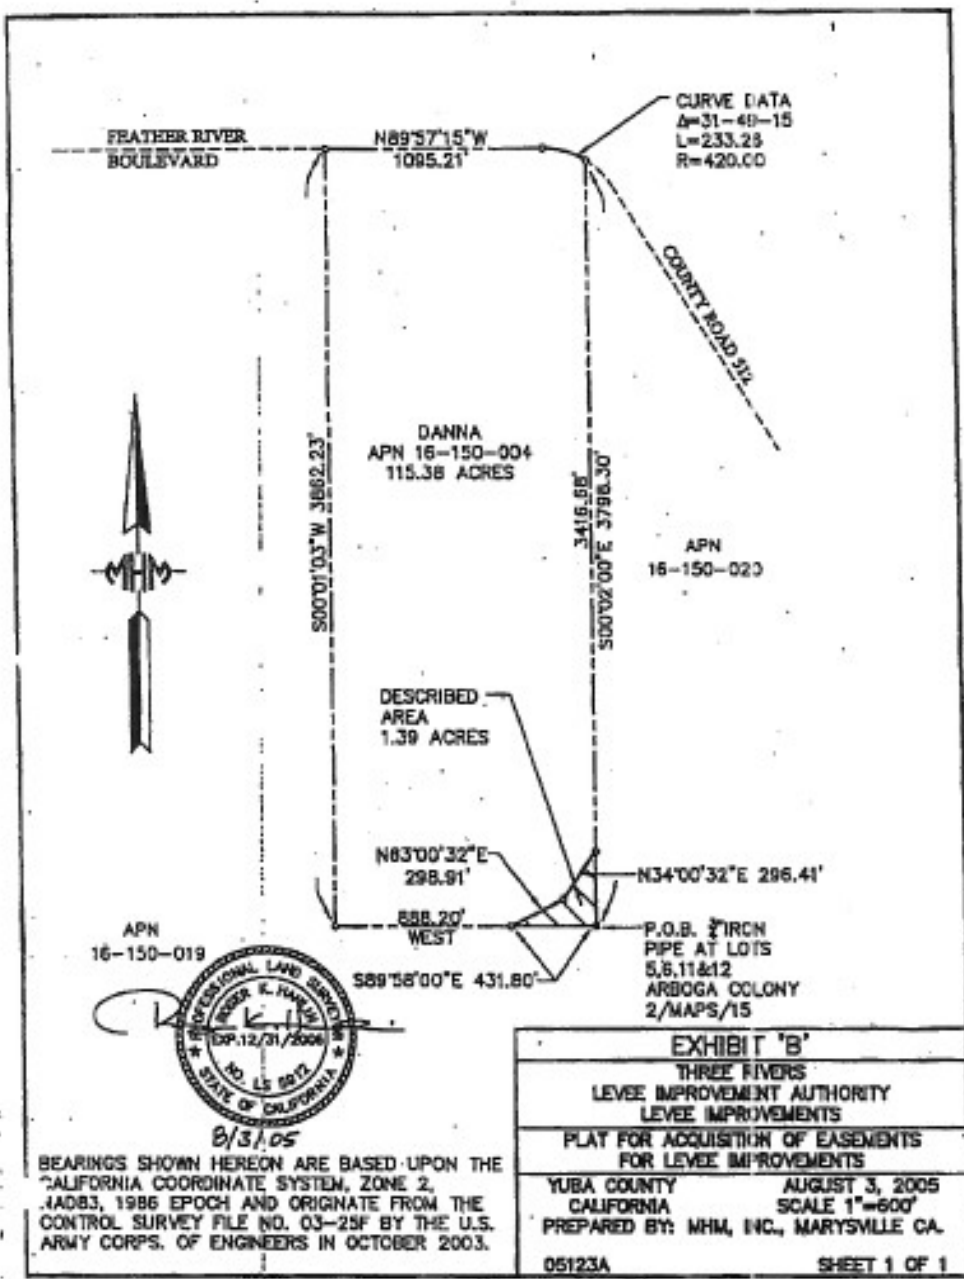 CURVE DATA
Δ=31-49-15
L=233.26
R=420.00
FEATHER RIVER
BOULEVARD
N89°57'15"W
1095.21'
COUNTY ROAD 512
DANNA
APN 16-150-004
115.38 ACRES
S00°01'03"W 3862.23'
3416.68'
S00°02'00"E 3798.30'
APN
16-150-020
MHM
DESCRIBED
AREA
1.39 ACRES
N63°00'32"E
298.91'
N34°00'32"E 296.41'
888.20'
WEST
S89°58'00"E 431.80'
APN
16-150-019
P.O.B. IRON
PIPE AT LOTS
5,6,11&12
ARBOGA COLONY
2/MAPS/15
PROFESSIONAL LAND SURVEYOR
ROGER K. HANLIN
EXP.12/31/2006
NO. LS
STATE OF CALIFORNIA
8/3/05
BEARINGS SHOWN HEREON ARE BASED UPON THE
CALIFORNIA COORDINATE SYSTEM, ZONE 2,
NAD83, 1986 EPOCH AND ORIGINATE FROM THE
CONTROL SURVEY FILE NO. 03-25F BY THE U.S.
ARMY CORPS. OF ENGINEERS IN OCTOBER 2003.
EXHIBIT 'B'
THREE RIVERS
LEVEE IMPROVEMENT AUTHORITY
LEVEE IMPROVEMENTS
PLAT FOR ACQUISITION OF EASEMENTS
FOR LEVEE IMPROVEMENTS
YUBA COUNTY AUGUST 3, 2005
CALIFORNIA SCALE 1"=600'
PREPARED BY: MHM, INC., MARYSVILLE CA.
05123A SHEET 1 OF 1